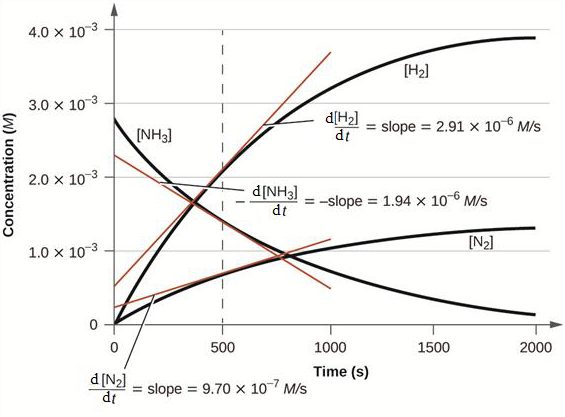 4.0 × 10⁻³
[H₂]
3.0 × 10⁻³
[NH₃]
d[H₂]/dt = slope = 2.91 × 10⁻⁶ M/s
Concentration (M)
2.0 × 10⁻³
−d[NH₃]/dt = −slope = 1.94 × 10⁻⁶ M/s
1.0 × 10⁻³
[N₂]
0
0 500 1000 1500 2000
Time (s)
d[N₂]/dt = slope = 9.70 × 10⁻⁷ M/s